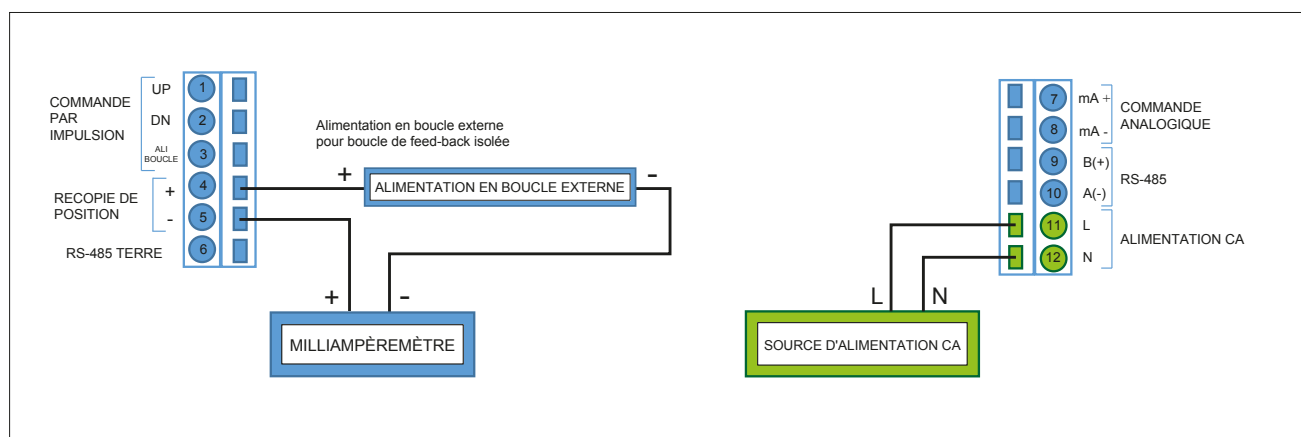 UP
1
COMMANDE
PAR
IMPULSION
DN
2
ALI
BOUCLE
3
RECOPIE DE
POSITION
+
4
-
5
RS-485 TERRE
6
Alimentation en boucle externe
pour boucle de feed-back isolée
+
-
ALIMENTATION EN BOUCLE EXTERNE
+
-
MILLIAMPÈREMÈTRE
7
mA +
8
mA -
COMMANDE
ANALOGIQUE
9
B(+)
10
A(-)
RS-485
11
L
12
N
ALIMENTATION CA
L
N
SOURCE D'ALIMENTATION CA